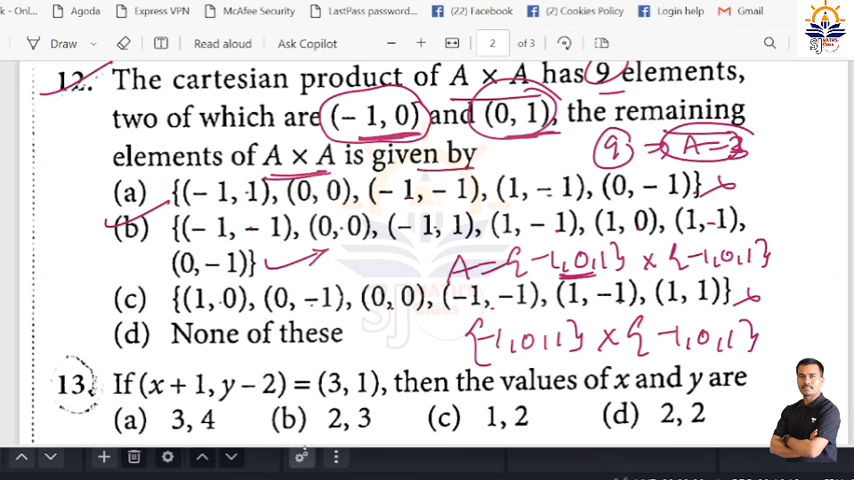 k - Onl...
Agoda
Express VPN
McAfee Security
LastPass password...
(22) Facebook
(2) Cookies Policy
Login help
Gmail
Draw
Read aloud
Ask Copilot
2 of 3
12. The cartesian product of A × A has 9 elements,
two of which are (– 1, 0) and (0, 1), the remaining
elements of A × A is given by
9 ⇒ A = 3
(a) {(– 1, 1), (0, 0), (– 1, – 1), (1, – 1), (0, – 1)}
(b) {(– 1, – 1), (0, 0), (– 1, 1), (1, – 1), (1, 0), (1, 1),
(0, – 1)}
A = {-1, 0, 1} × {-1, 0, 1}
(c) {(1, 0), (0, –1), (0, 0), (–1, –1), (1, –1), (1, 1)}
(d) None of these
{-1, 0, 1} × {-1, 0, 1}
13. If (x + 1, y – 2) = (3, 1), then the values of x and y are
(a) 3, 4 (b) 2, 3 (c) 1, 2 (d) 2, 2